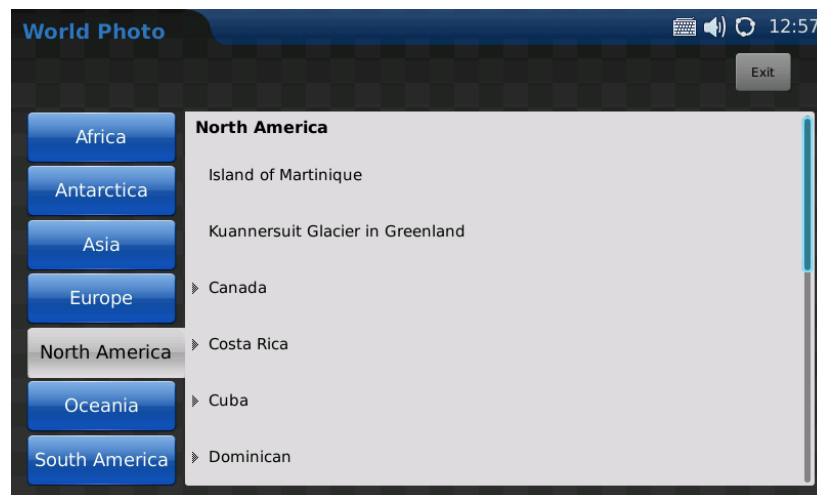 World Photo
12:57
Exit
Africa
Antarctica
Asia
Europe
North America
Oceania
South America
North America
Island of Martinique
Kuannersuit Glacier in Greenland
Canada
Costa Rica
Cuba
Dominican